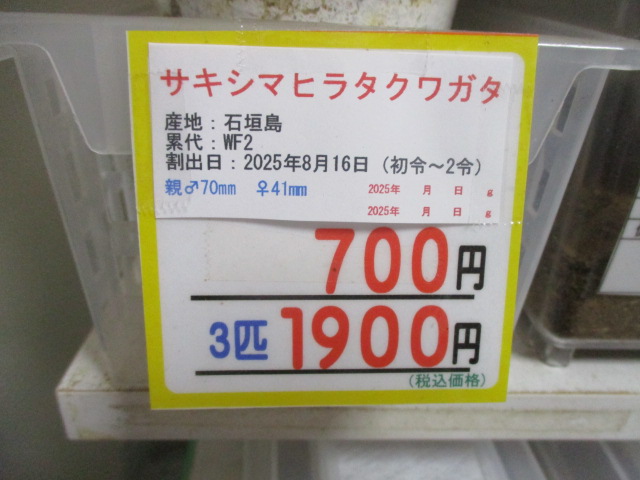 サキシマヒラタクワガタ
産地：石垣島
累代：WF2
割出日：2025年8月16日（初令～2令）
親♂70mm　♀41mm
2025年　月　日　g
2025年　月　日　g
700円
3匹1900円
(税込価格)